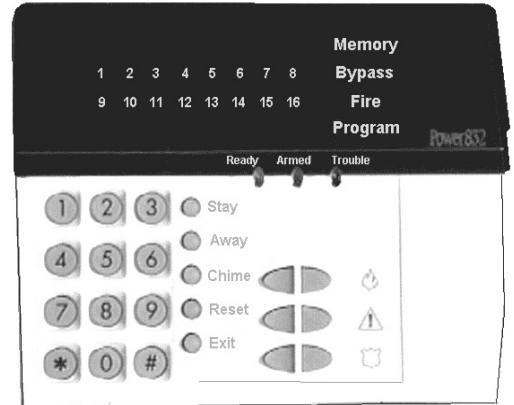 Memory
1 2 3 4 5 6 7 8 Bypass
9 10 11 12 13 14 15 16 Fire
Program
Power832
Ready Armed Trouble
1 2 3 Stay
Away
4 5 6
Chime
7 8 9 Reset
Exit
* 0 #